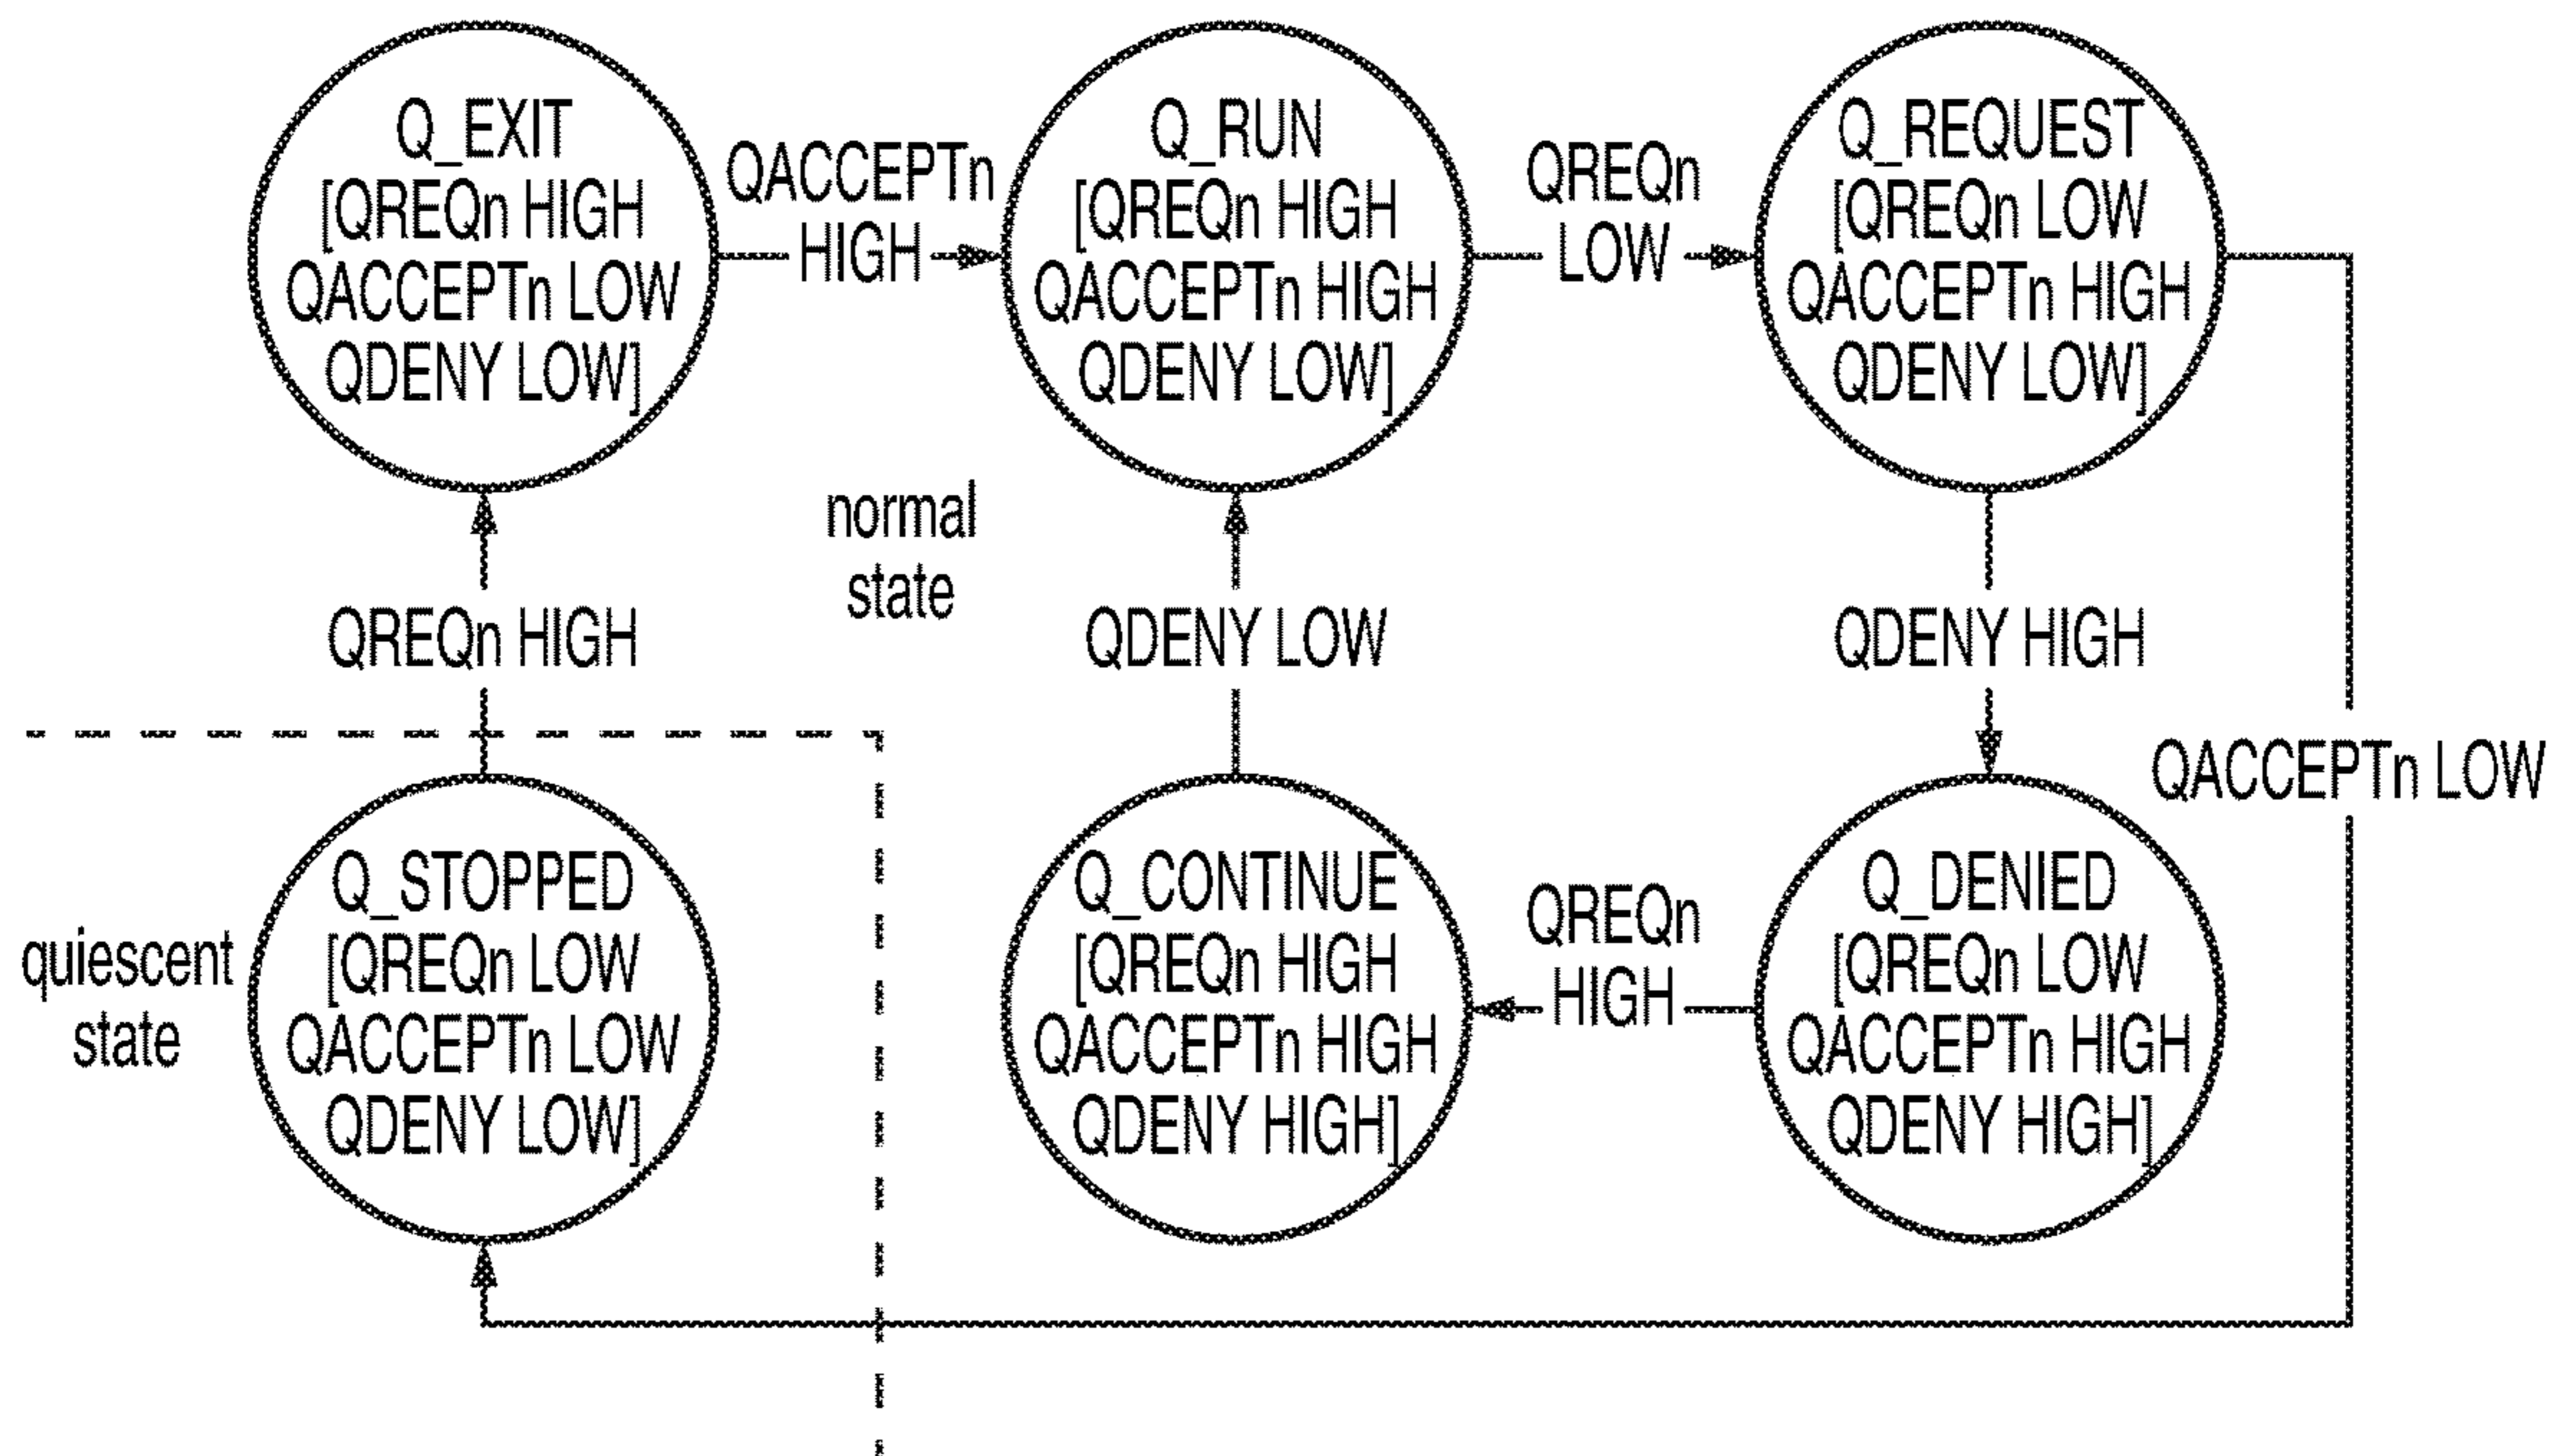 Q_EXIT
[QREQn HIGH
QACCEPTn LOW
QDENY LOW]
QACCEPTn
HIGH
Q_RUN
[QREQn HIGH
QACCEPTn HIGH
QDENY LOW]
QREQn
LOW
Q_REQUEST
[QREQn LOW
QACCEPTn HIGH
QDENY LOW]
normal
state
QREQn HIGH
QDENY LOW
QDENY HIGH
QACCEPTn LOW
quiescent
state
Q_STOPPED
[QREQn LOW
QACCEPTn LOW
QDENY LOW]
Q_CONTINUE
[QREQn HIGH
QACCEPTn HIGH
QDENY HIGH]
QREQn
HIGH
Q_DENIED
[QREQn LOW
QACCEPTn HIGH
QDENY HIGH]